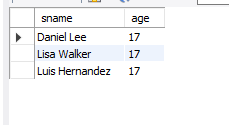 sname age
Daniel Lee 17
Lisa Walker 17
Luis Hernandez 17